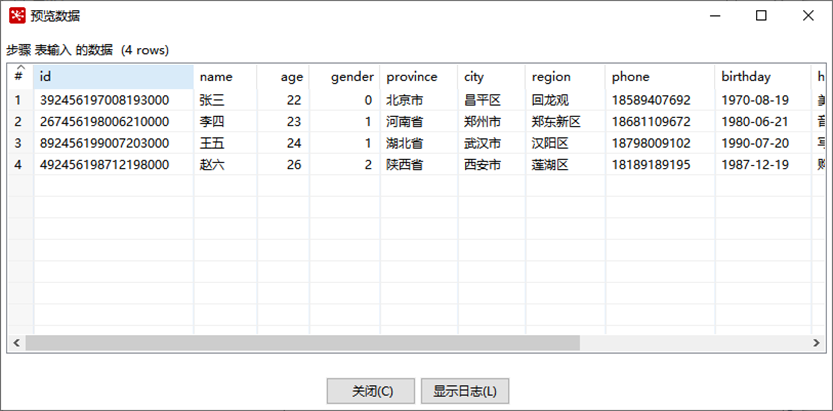 预览数据
步骤 表输入 的数据 (4 rows)
# id name age gender province city region phone birthday h
1 392456197008193000 张三 22 0 北京市 昌平区 回龙观 18589407692 1970-08-19
2 267456198006210000 李四 23 1 河南省 郑州市 郑东新区 18681109672 1980-06-21
3 892456199007203000 王五 24 1 湖北省 武汉市 汉阳区 18798009102 1990-07-20
4 492456198712198000 赵六 26 2 陕西省 西安市 莲湖区 18189189195 1987-12-19
关闭(C) 显示日志(L)